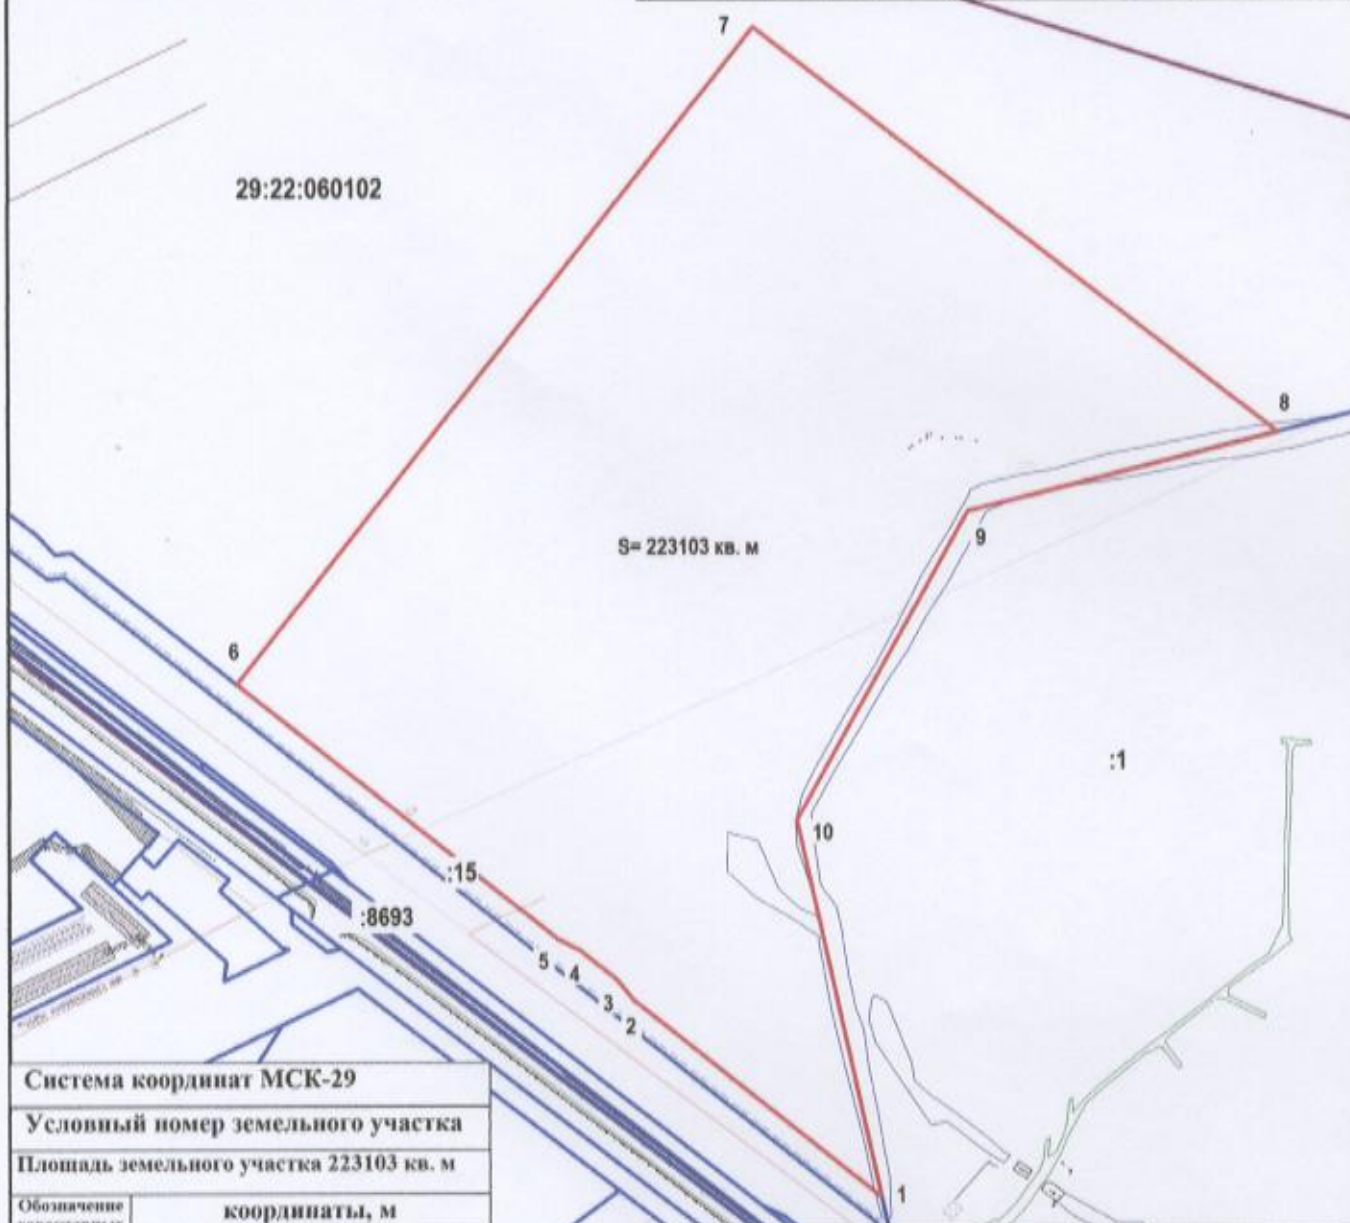 7
29:22:060102
8
S= 223103 кв. м
9
6
:1
10
:15
:8693
5
4
3
2
Система координат МСК-29
Условный номер земельного участка
Площадь земельного участка 223103 кв. м
1
Обозначение
координаты, м